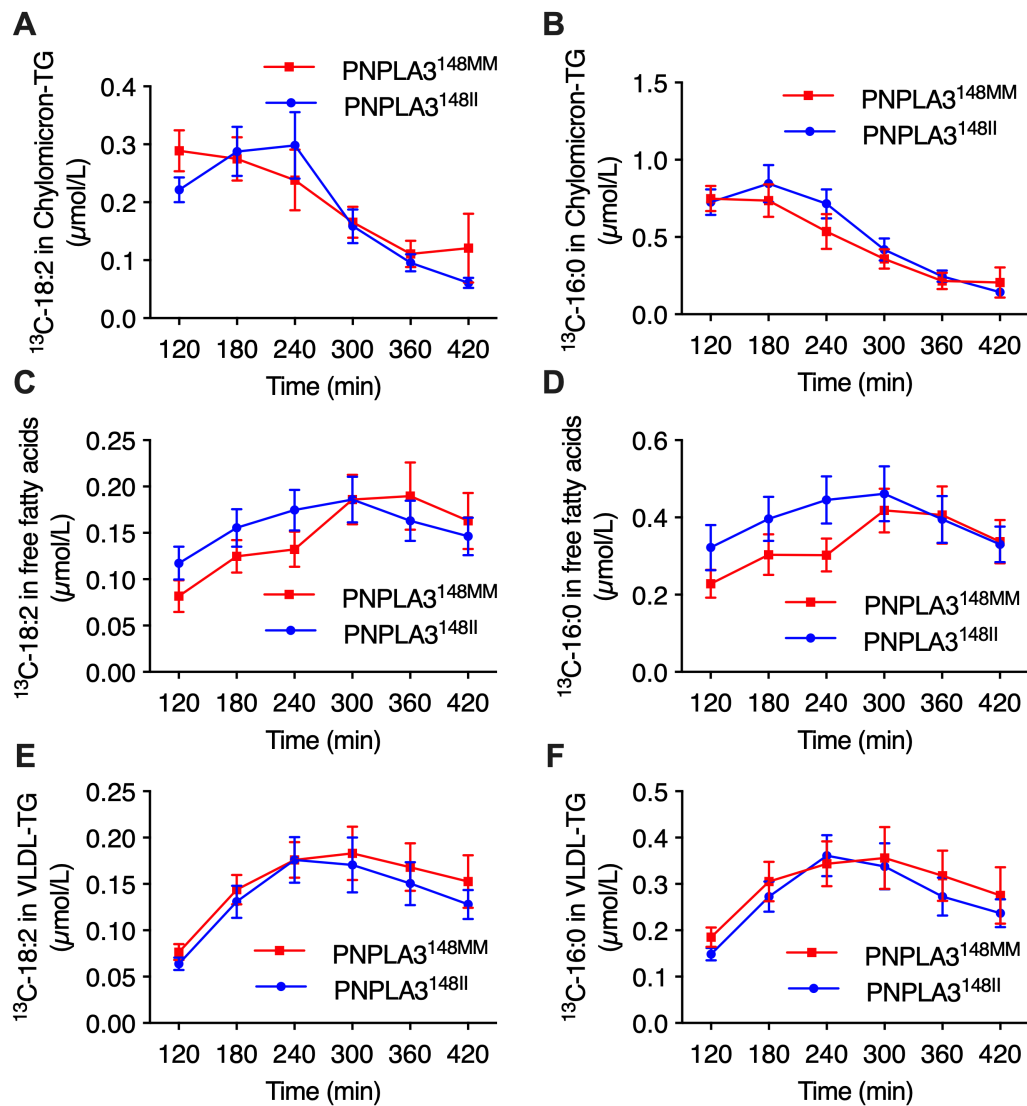 A
¹³C-18:2 in Chylomicron-TG
(µmol/L)
PNPLA3¹⁴⁸ᴹᴹ
PNPLA3¹⁴⁸ᴵᴵ
0.4
0.3
0.2
0.1
0.0
120 180 240 300 360 420
Time (min)
B
¹³C-16:0 in Chylomicron-TG
(µmol/L)
PNPLA3¹⁴⁸ᴹᴹ
PNPLA3¹⁴⁸ᴵᴵ
1.5
1.0
0.5
0.0
120 180 240 300 360 420
Time (min)
C
¹³C-18:2 in free fatty acids
(µmol/L)
0.25
0.20
0.15
0.10
0.05
0.00
PNPLA3¹⁴⁸ᴹᴹ
PNPLA3¹⁴⁸ᴵᴵ
120 180 240 300 360 420
Time (min)
D
¹³C-16:0 in free fatty acids
(µmol/L)
0.6
0.4
0.2
0.0
PNPLA3¹⁴⁸ᴹᴹ
PNPLA3¹⁴⁸ᴵᴵ
120 180 240 300 360 420
Time (min)
E
¹³C-18:2 in VLDL-TG
(µmol/L)
0.25
0.20
0.15
0.10
0.05
0.00
PNPLA3¹⁴⁸ᴹᴹ
PNPLA3¹⁴⁸ᴵᴵ
120 180 240 300 360 420
Time (min)
F
¹³C-16:0 in VLDL-TG
(µmol/L)
0.5
0.4
0.3
0.2
0.1
0.0
PNPLA3¹⁴⁸ᴹᴹ
PNPLA3¹⁴⁸ᴵᴵ
120 180 240 300 360 420
Time (min)